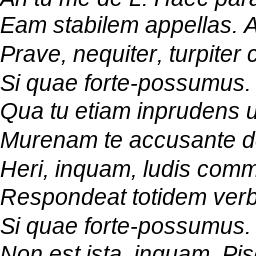 An tu me de L. Haec para
Eam stabilem appellas. A
Prave, nequiter, turpiter c
Si quae forte-possumus.
Qua tu etiam inprudens u
Murenam te accusante d
Heri, inquam, ludis comm
Respondeat totidem verb
Si quae forte-possumus.
Non est ista, inquam, Pis